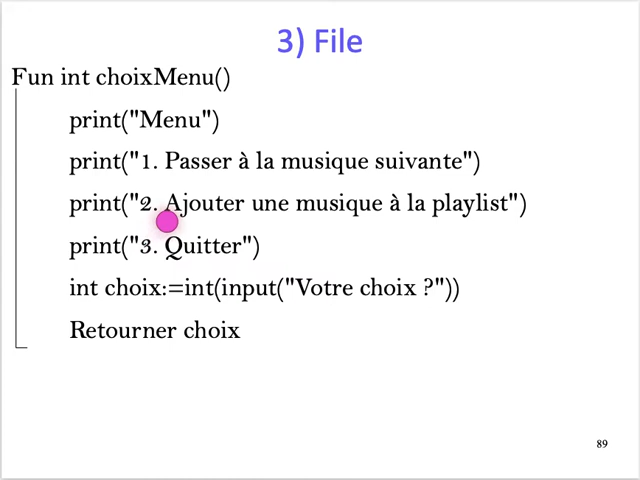 3) File
Fun int choixMenu()
print("Menu")
print("1. Passer à la musique suivante")
print("2. Ajouter une musique à la playlist")
print("3. Quitter")
int choix:=int(input("Votre choix ?"))
Retourner choix
89